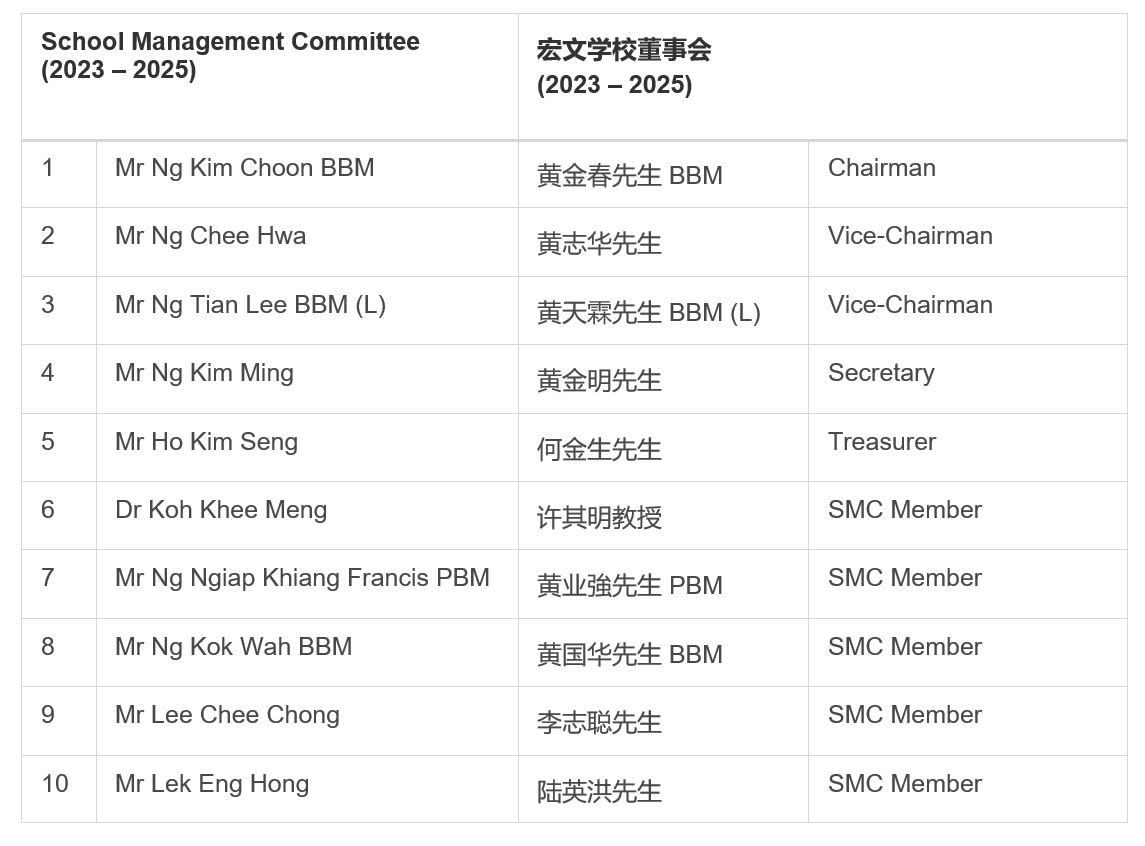 School Management Committee
(2023 – 2025)
宏文学校董事会
(2023 – 2025)
1 Mr Ng Kim Choon BBM 黄金春先生 BBM Chairman
2 Mr Ng Chee Hwa 黄志华先生 Vice-Chairman
3 Mr Ng Tian Lee BBM (L) 黄天霖先生 BBM (L) Vice-Chairman
4 Mr Ng Kim Ming 黄金明先生 Secretary
5 Mr Ho Kim Seng 何金生先生 Treasurer
6 Dr Koh Khee Meng 许其明教授 SMC Member
7 Mr Ng Ngiap Khiang Francis PBM 黄业強先生 PBM SMC Member
8 Mr Ng Kok Wah BBM 黄国华先生 BBM SMC Member
9 Mr Lee Chee Chong 李志聪先生 SMC Member
10 Mr Lek Eng Hong 陆英洪先生 SMC Member